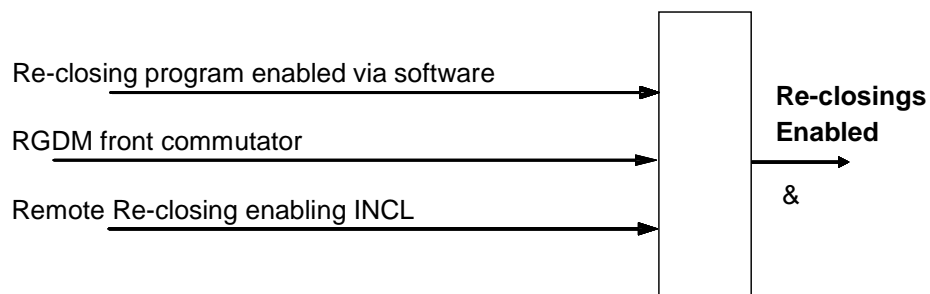 Re-closing program enabled via software
RGDM front commutator
Remote Re-closing enabling INCL
Re-closings
Enabled
&